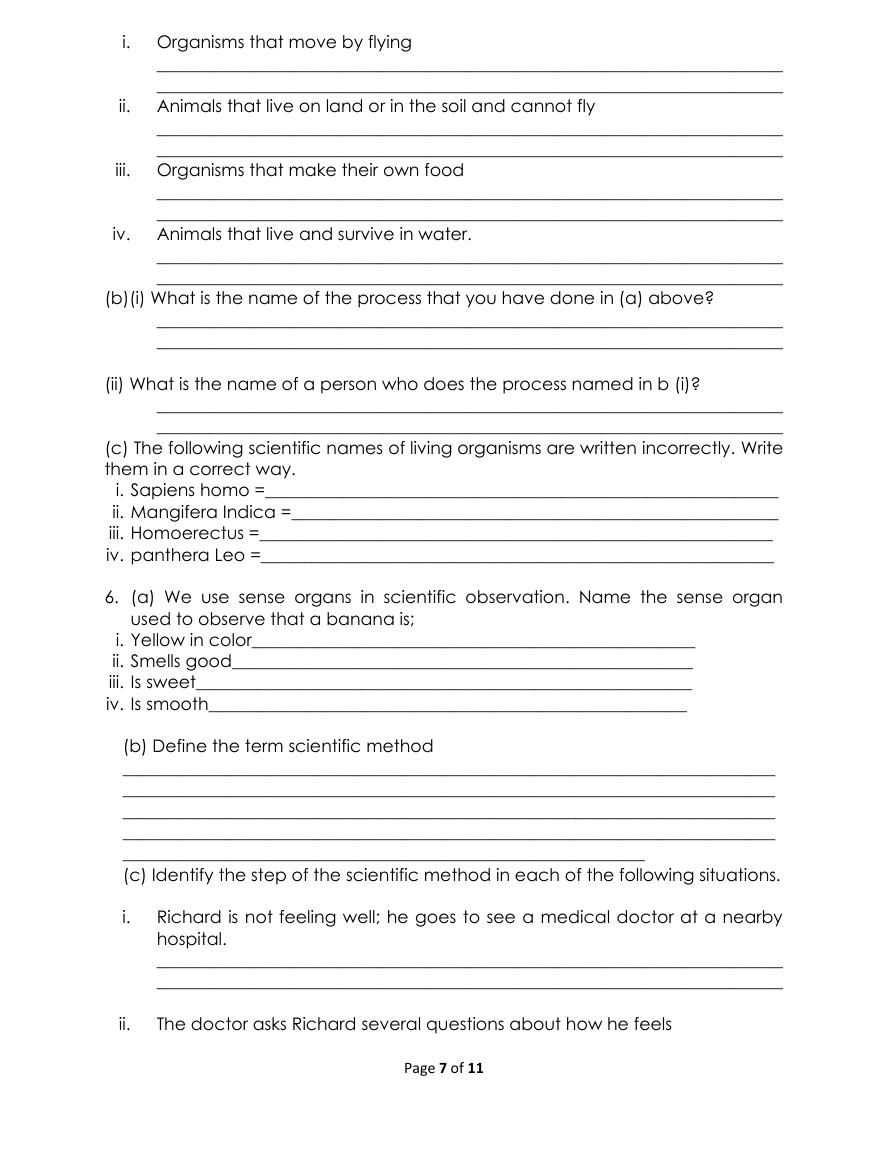 i. Organisms that move by flying
ii. Animals that live on land or in the soil and cannot fly
iii. Organisms that make their own food
iv. Animals that live and survive in water.
(b)(i) What is the name of the process that you have done in (a) above?
(ii) What is the name of a person who does the process named in b (i)?
(c) The following scientific names of living organisms are written incorrectly. Write
them in a correct way.
i. Sapiens homo =
ii. Mangifera Indica =
iii. Homoerectus =
iv. panthera Leo =
6. (a) We use sense organs in scientific observation. Name the sense organ
used to observe that a banana is;
i. Yellow in color
ii. Smells good
iii. Is sweet
iv. Is smooth
(b) Define the term scientific method
(c) Identify the step of the scientific method in each of the following situations.
i. Richard is not feeling well; he goes to see a medical doctor at a nearby
hospital.
ii. The doctor asks Richard several questions about how he feels
Page 7 of 11